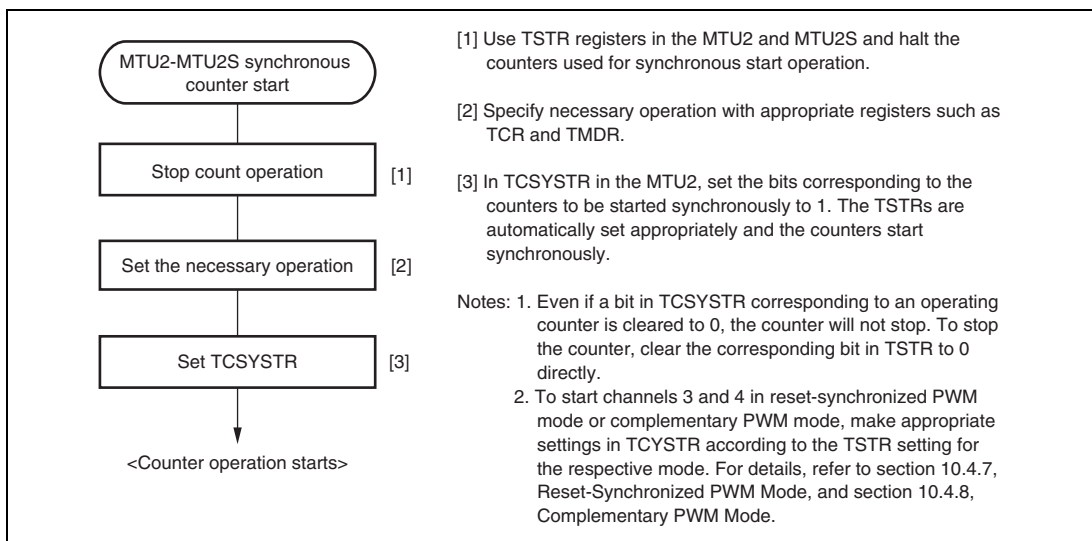 MTU2-MTU2S synchronous
counter start
Stop count operation
[1]
Set the necessary operation
[2]
Set TCSYSTR
[3]
<Counter operation starts>
[1] Use TSTR registers in the MTU2 and MTU2S and halt the
counters used for synchronous start operation.
[2] Specify necessary operation with appropriate registers such as
TCR and TMDR.
[3] In TCSYSTR in the MTU2, set the bits corresponding to the
counters to be started synchronously to 1. The TSTRs are
automatically set appropriately and the counters start
synchronously.
Notes: 1. Even if a bit in TCSYSTR corresponding to an operating
counter is cleared to 0, the counter will not stop. To stop
the counter, clear the corresponding bit in TSTR to 0
directly.
2. To start channels 3 and 4 in reset-synchronized PWM
mode or complementary PWM mode, make appropriate
settings in TCYSTR according to the TSTR setting for
the respective mode. For details, refer to section 10.4.7,
Reset-Synchronized PWM Mode, and section 10.4.8,
Complementary PWM Mode.